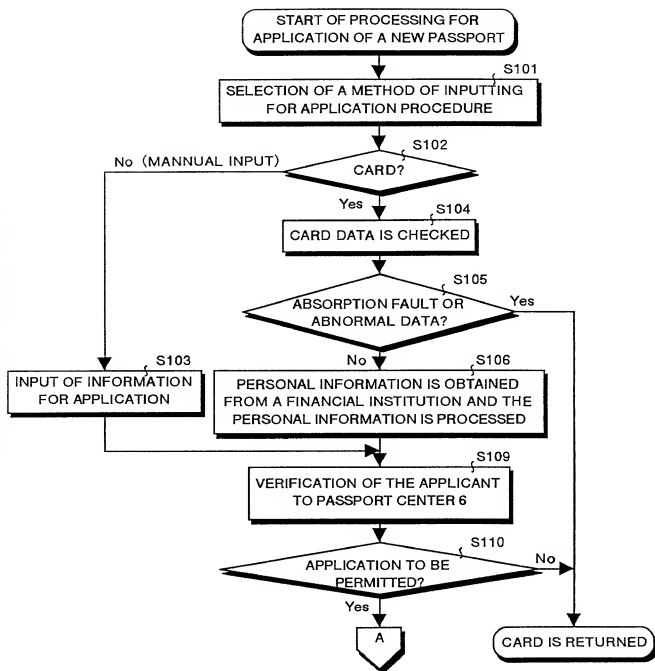 START OF PROCESSING FOR
APPLICATION OF A NEW PASSPORT
S101
SELECTION OF A METHOD OF INPUTTING
FOR APPLICATION PROCEDURE
S102
No (MANNUAL INPUT)
CARD?
Yes
S104
CARD DATA IS CHECKED
S105
ABSORPTION FAULT OR
ABNORMAL DATA?
Yes
No
S103
INPUT OF INFORMATION
FOR APPLICATION
S106
PERSONAL INFORMATION IS OBTAINED
FROM A FINANCIAL INSTITUTION AND THE
PERSONAL INFORMATION IS PROCESSED
S109
VERIFICATION OF THE APPLICANT
TO PASSPORT CENTER 6
S110
APPLICATION TO BE
PERMITTED?
No
Yes
A
CARD IS RETURNED